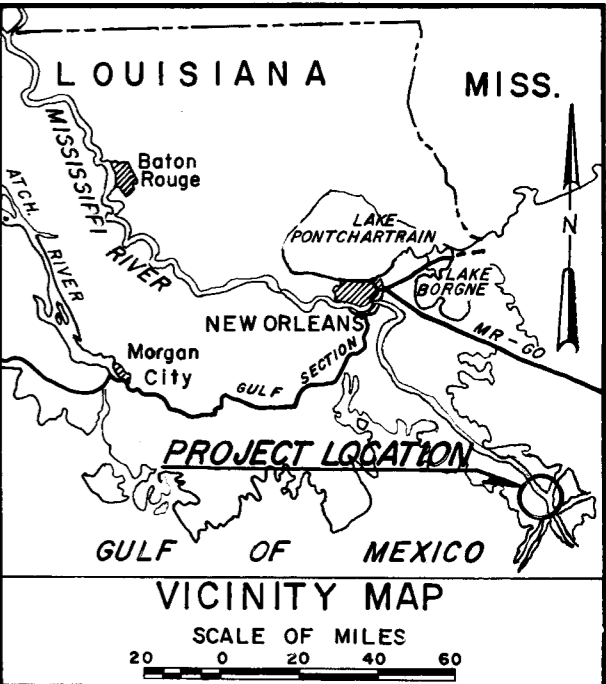 LOUISIANA
MISS.
MISSISSIPPI
RIVER
Baton
Rouge
ATCH.
RIVER
LAKE
PONTCHARTRAIN
N
LAKE
BORGNE
NEW ORLEANS
MR-GO
Morgan
City
GULF SECTION
PROJECT LOCATION
GULF OF MEXICO
VICINITY MAP
SCALE OF MILES
20 0 20 40 60